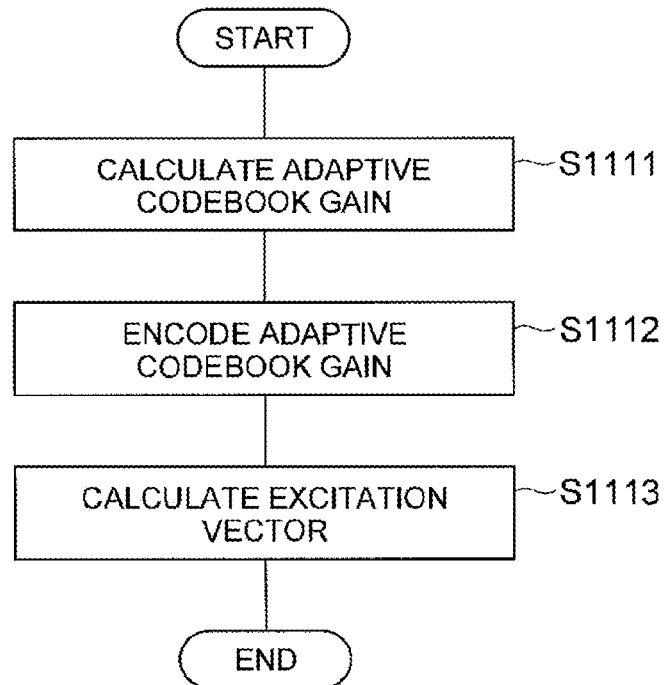 START
CALCULATE ADAPTIVE
CODEBOOK GAIN
S1111
ENCODE ADAPTIVE
CODEBOOK GAIN
S1112
CALCULATE EXCITATION
VECTOR
S1113
END